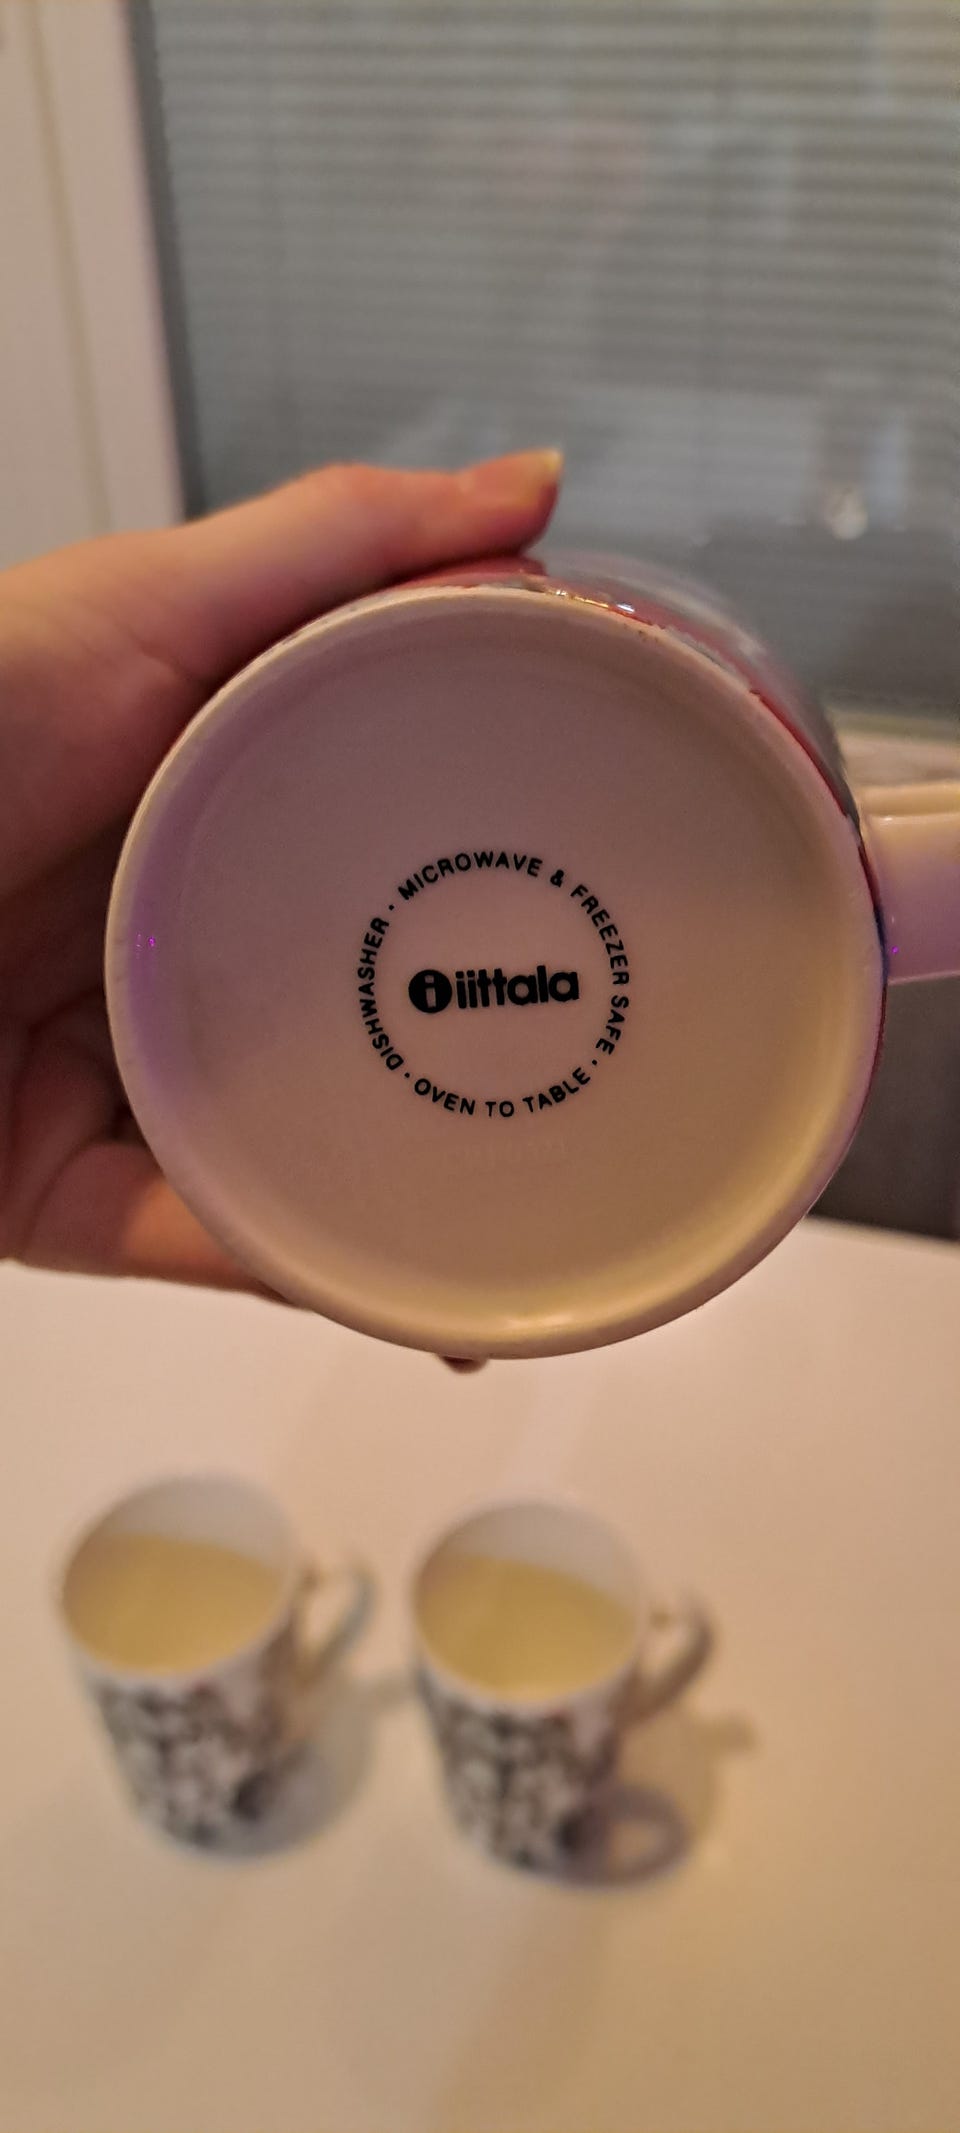 MICROWAVE & FREEZER SAFE · OVEN TO TABLE · DISHWASHER ·
i iittala